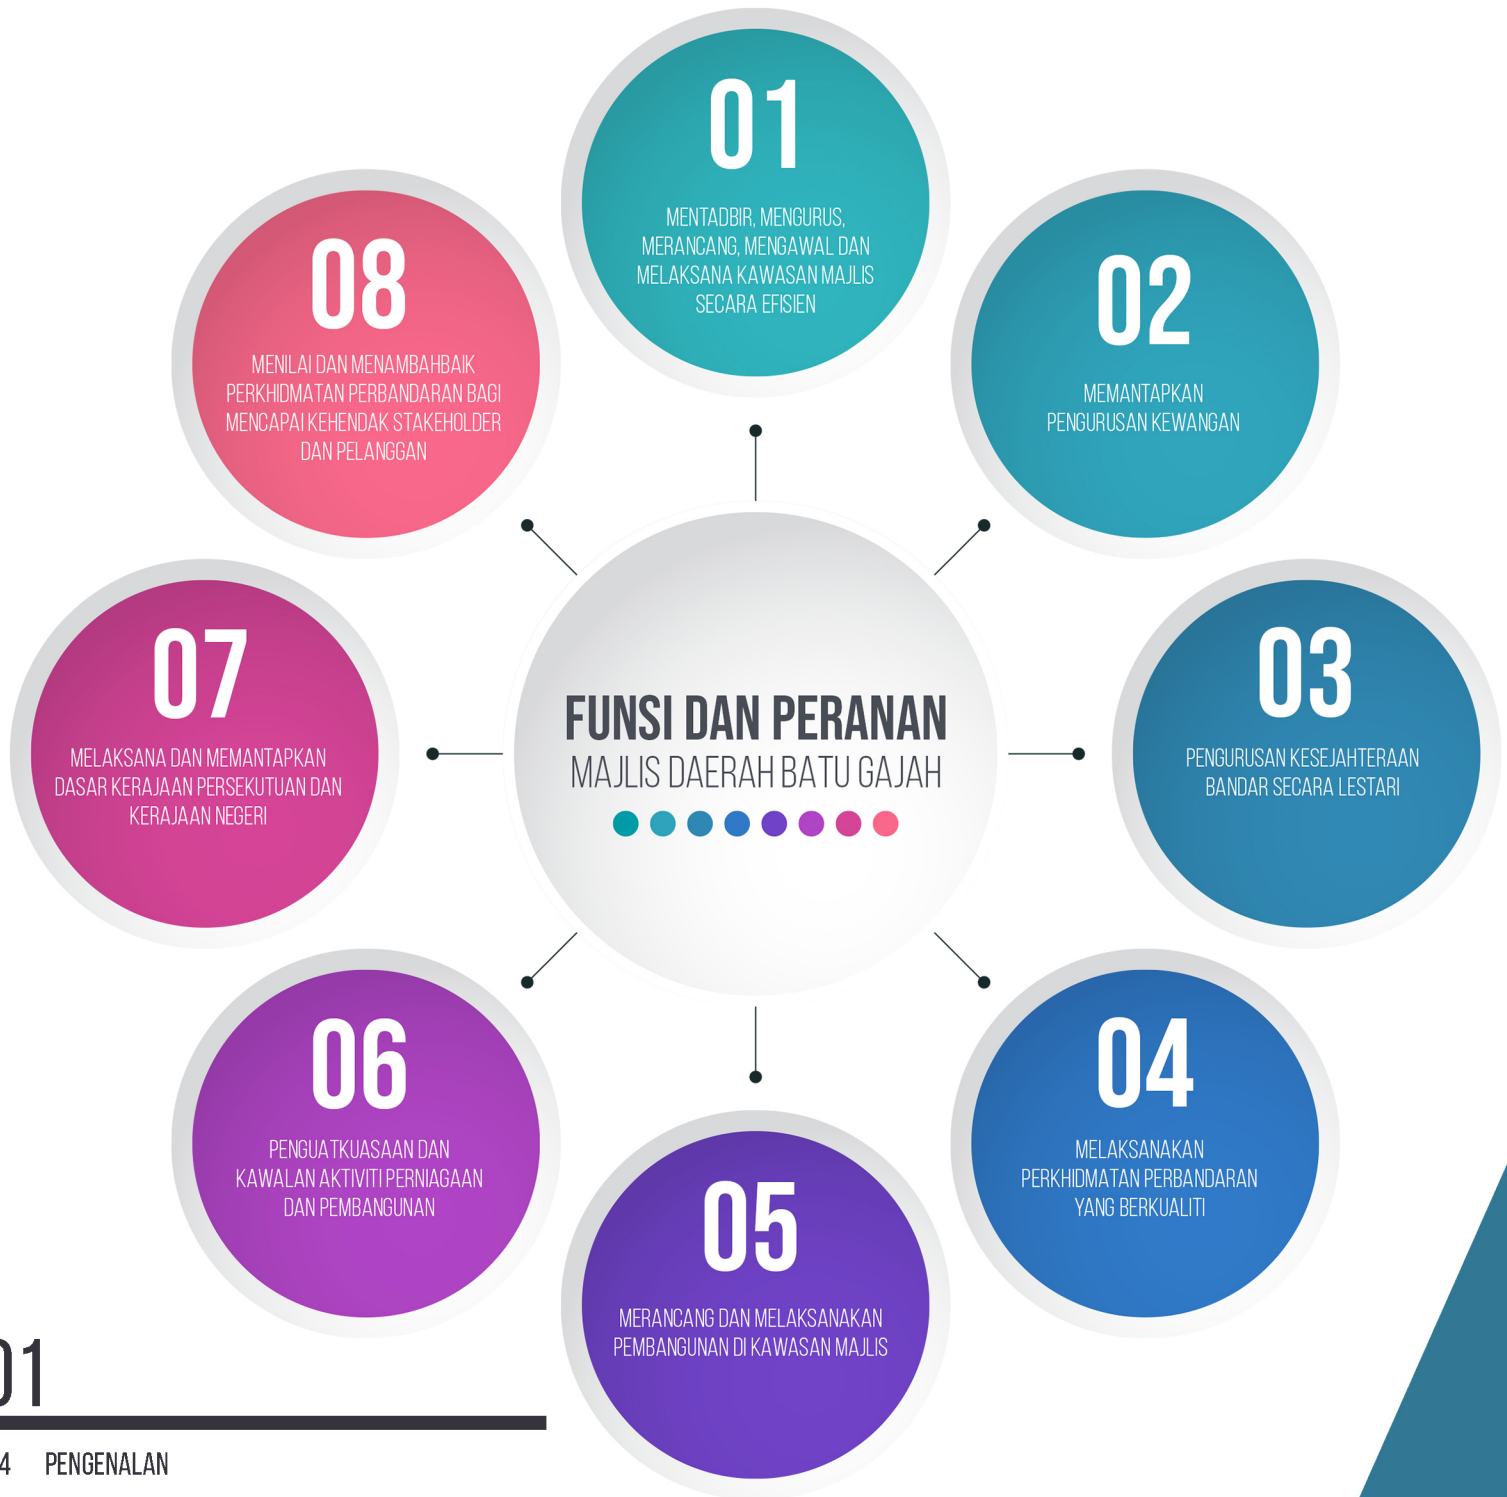 01
MENTADBIR, MENGURUS,
MERANCANG, MENGAWAL DAN
MELAKSANA KAWASAN MAJLIS
SECARA EFISIEN
02
MEMANTAPKAN
PENGURUSAN KEWANGAN
03
PENGURUSAN KESEJAHTERAAN
BANDAR SECARA LESTARI
04
MELAKSANAKAN
PERKHIDMATAN PERBANDARAN
YANG BERKUALITI
05
MERANCANG DAN MELAKSANAKAN
PEMBANGUNAN DI KAWASAN MAJLIS
06
PENGUATKUASAAN DAN
KAWALAN AKTIVITI PERNIAGAAN
DAN PEMBANGUNAN
07
MELAKSANA DAN MEMANTAPKAN
DASAR KERAJAAN PERSEKUTUAN DAN
KERAJAAN NEGERI
08
MENILAI DAN MENAMBAHBAIK
PERKHIDMATAN PERBANDARAN BAGI
MENCAPAI KEHENDAK STAKEHOLDER
DAN PELANGGAN
FUNSI DAN PERANAN
MAJLIS DAERAH BATU GAJAH
01
4 PENGENALAN